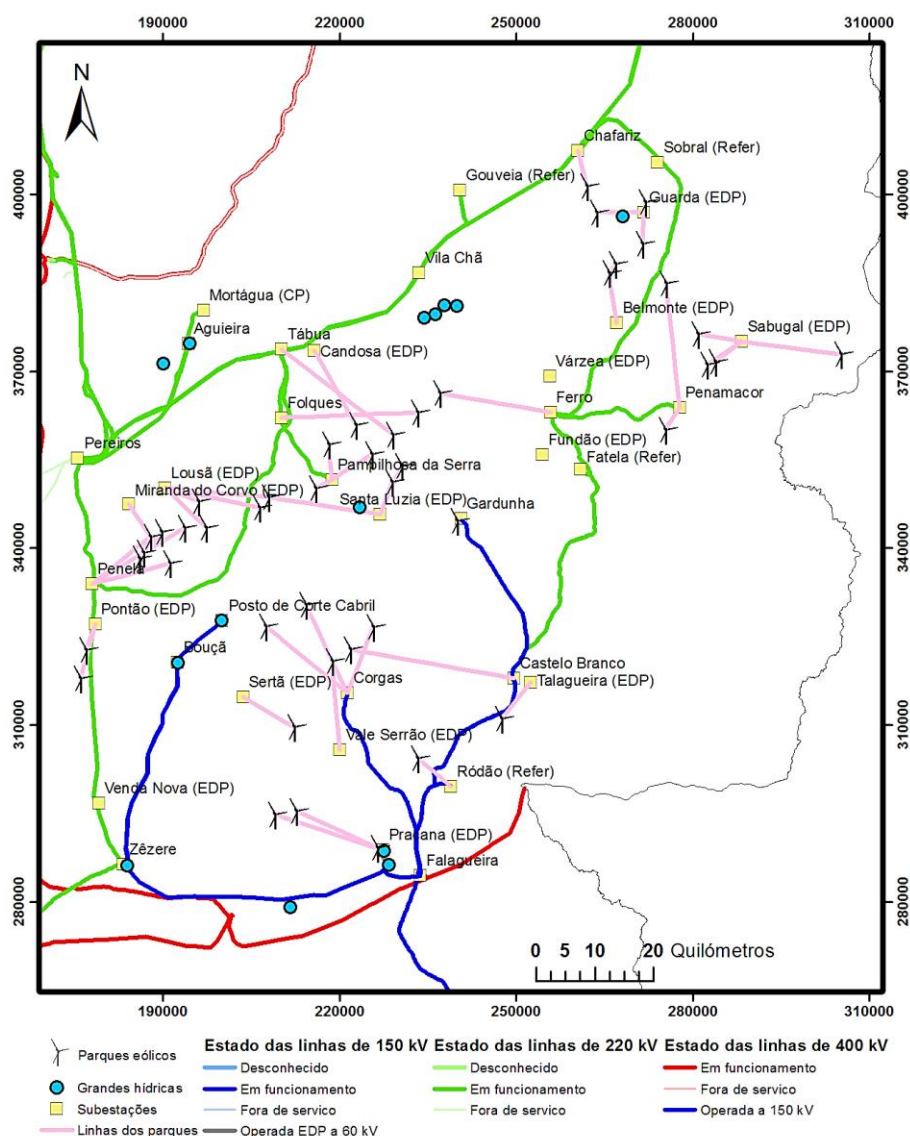 190000 220000 250000 280000 310000
N
Chafariz
Sobral (Refer)
Gouveia (Refer)
Guarda (EDP)
400000 400000
Vila Chã
Mortágua (CP)
Belmonte (EDP)
Aguieira
Tábua
Sabugal (EDP)
Candosa (EDP)
370000 370000
Várzea (EDP)
Penamacor
Ferro
Folques
Pereiros
Fundão (EDP)
Fatela (Refer)
Lousã (EDP)
Pampilhosa da Serra
Miranda do Corvo (EDP)
Santa Luzia (EDP)
Gardunha
340000 340000
Penela
Pontão (EDP)
Posto de Corte Cabril
Bouçã
Castelo Branco
Talagueira (EDP)
Sertã (EDP)
Corgas
310000 310000
Vale Serrão (EDP)
Ródão (Refer)
Venda Nova (EDP)
Zêzere
Pracana (EDP)
Falagueira
280000 280000
0 5 10 20 Quilómetros
190000 220000 250000 280000 310000
Parques eólicos
Grandes hídricas
Subestações
Linhas dos parques
Estado das linhas de 150 kV
Desconhecido
Em funcionamento
Fora de servico
Operada EDP a 60 kV
Estado das linhas de 220 kV
Desconhecido
Em funcionamento
Fora de servico
Estado das linhas de 400 kV
Em funcionamento
Fora de servico
Operada a 150 kV